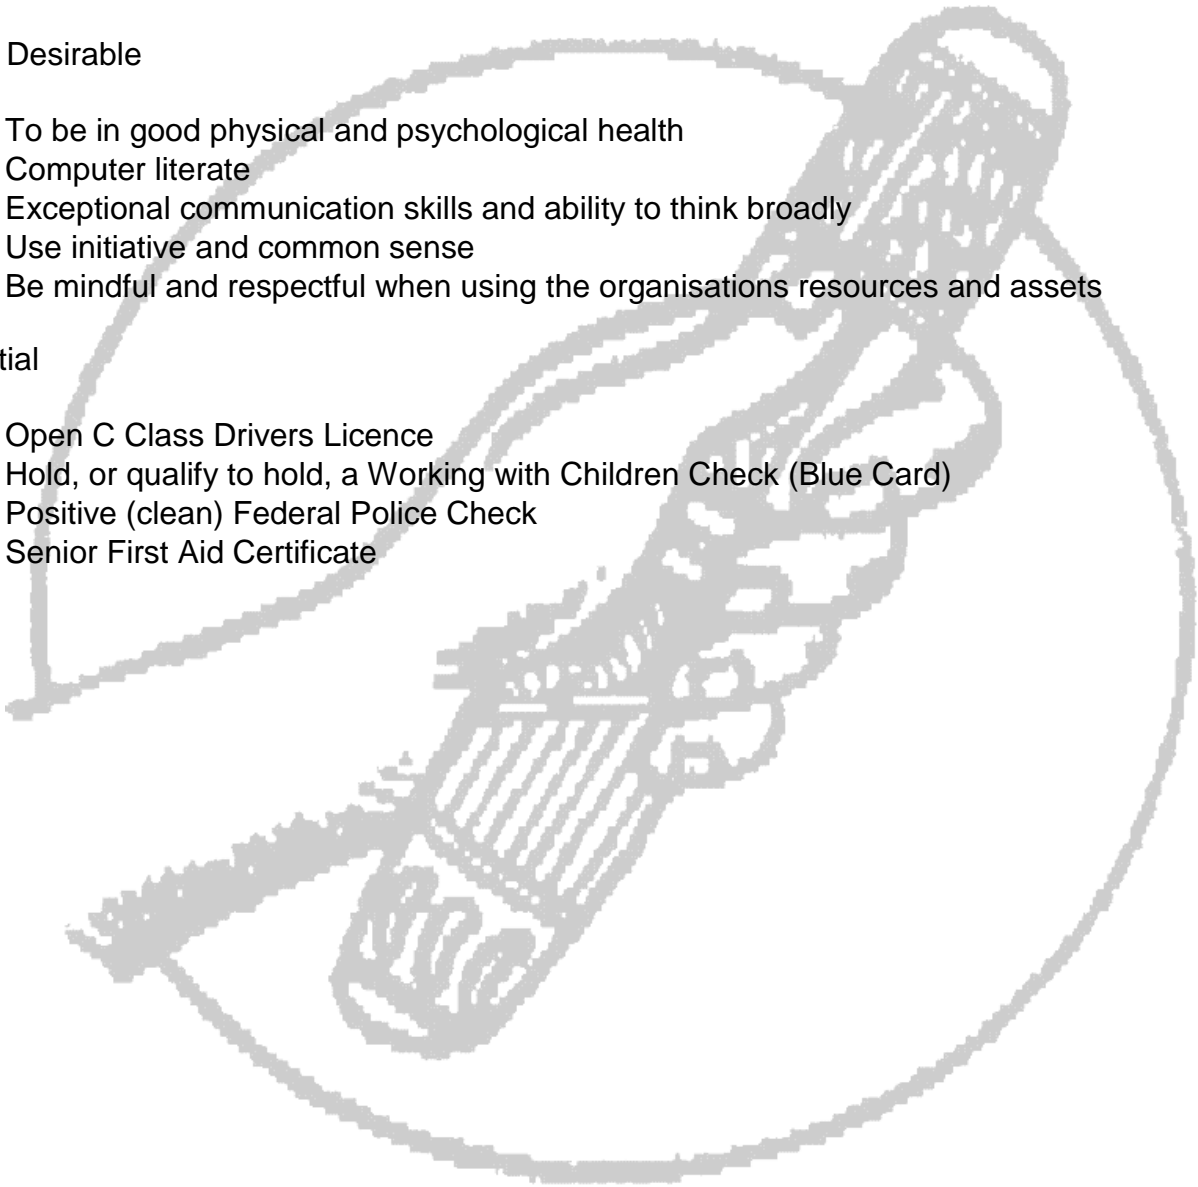 Desirable
To be in good physical and psychological health
Computer literate
Exceptional communication skills and ability to think broadly
Use initiative and common sense
Be mindful and respectful when using the organisations resources and assets
tial
Open C Class Drivers Licence
Hold, or qualify to hold, a Working with Children Check (Blue Card)
Positive (clean) Federal Police Check
Senior First Aid Certificate